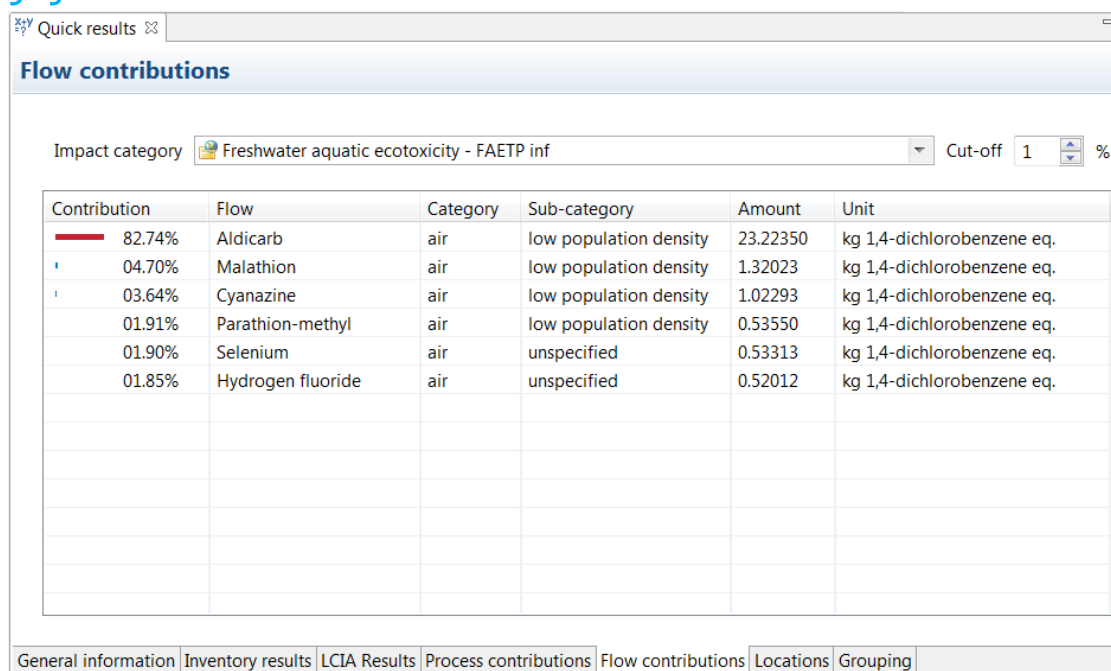 Quick results
Flow contributions
Impact category Freshwater aquatic ecotoxicity - FAETP inf Cut-off 1 %
Contribution Flow Category Sub-category Amount Unit
82.74% Aldicarb air low population density 23.22350 kg 1,4-dichlorobenzene eq.
04.70% Malathion air low population density 1.32023 kg 1,4-dichlorobenzene eq.
03.64% Cyanazine air low population density 1.02293 kg 1,4-dichlorobenzene eq.
01.91% Parathion-methyl air low population density 0.53550 kg 1,4-dichlorobenzene eq.
01.90% Selenium air unspecified 0.53313 kg 1,4-dichlorobenzene eq.
01.85% Hydrogen fluoride air unspecified 0.52012 kg 1,4-dichlorobenzene eq.
General information Inventory results LCIA Results Process contributions Flow contributions Locations Grouping